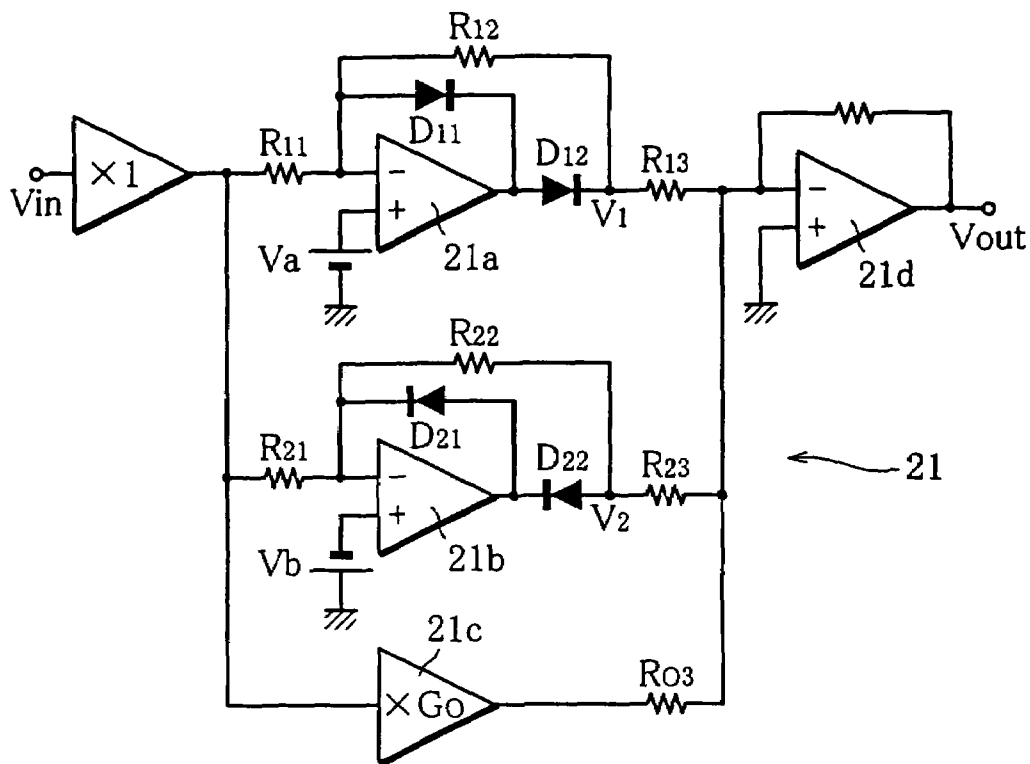 R12
D11
R11
×1
Vin
−
+
D12
R13
V1
Va
21a
−
+
21d
Vout
R22
D21
R21
−
+
D22
R23
V2
21
Vb
21b
21c
×Go
Ro3